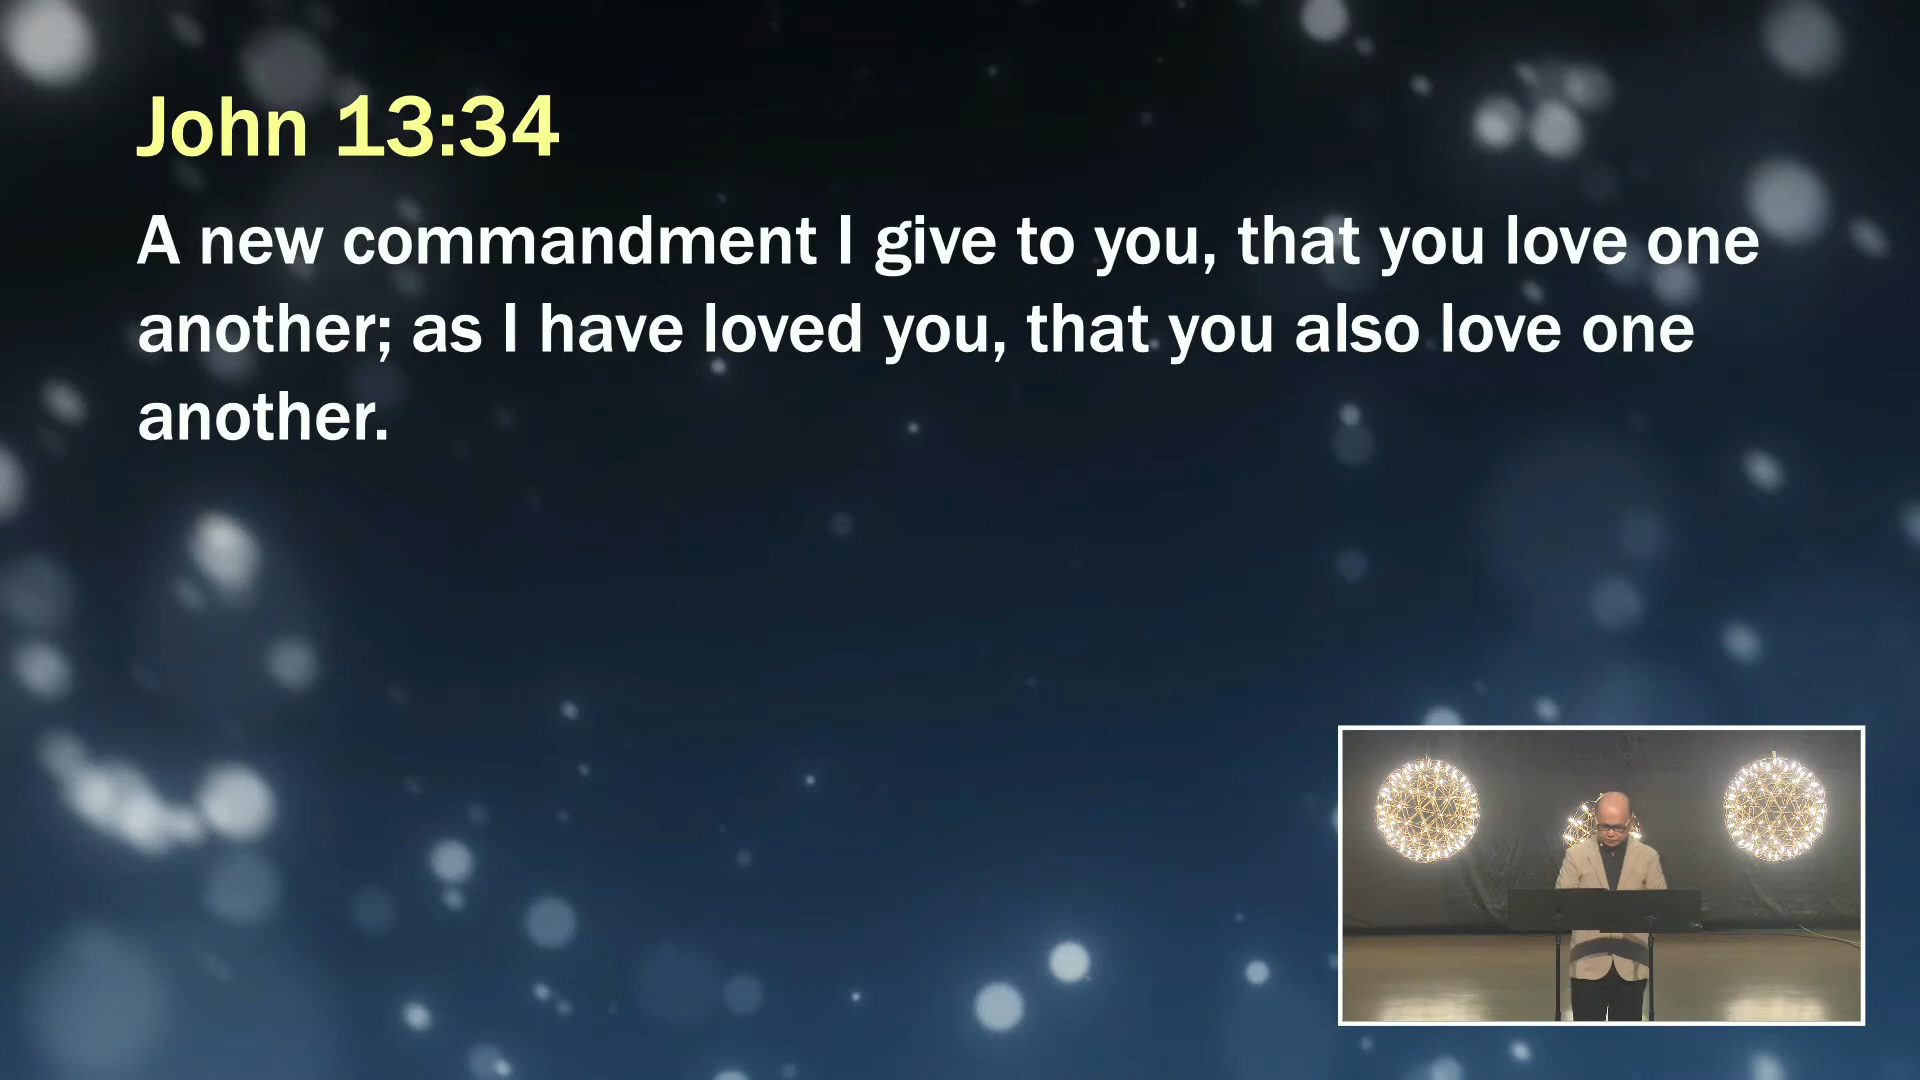 John 13:34
A new commandment I give to you, that you love one
another; as I have loved you, that you also love one
another.